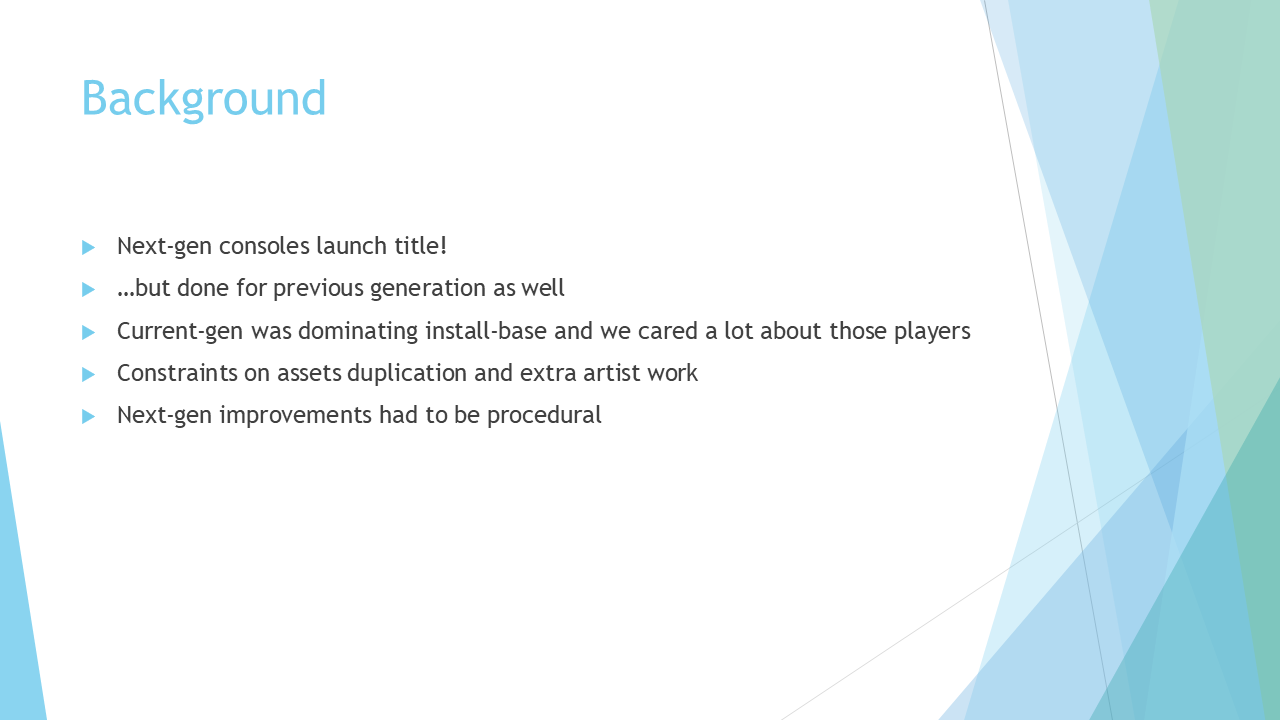 Background
Next-gen consoles launch title!
…but done for previous generation as well
Current-gen was dominating install-base and we cared a lot about those players
Constraints on assets duplication and extra artist work
Next-gen improvements had to be procedural